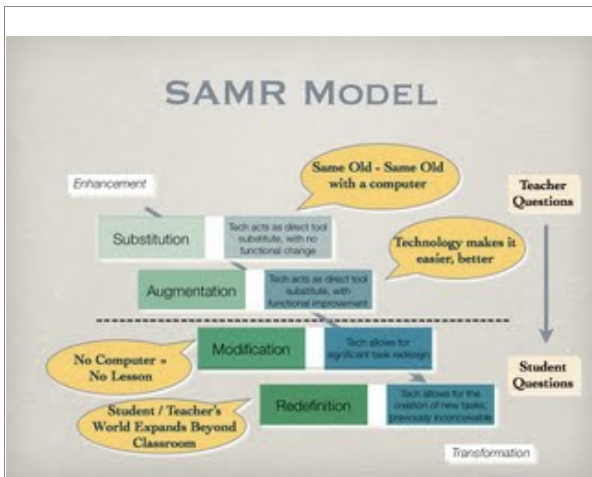 SAMR MODEL
Enhancement
Same Old - Same Old
with a computer
Teacher
Questions
Substitution
Tech acts as direct tool
substitute, with no
functional change
Technology makes it
easier, better
Augmentation
Tech acts as direct tool
substitute, with
functional improvement
Modification
Tech allows for
significant task redesign
No Computer =
No Lesson
Student
Questions
Redefinition
Tech allows for the
creation of new tasks,
previously inconceivable
Student / Teacher's
World Expands Beyond
Classroom
Transformation